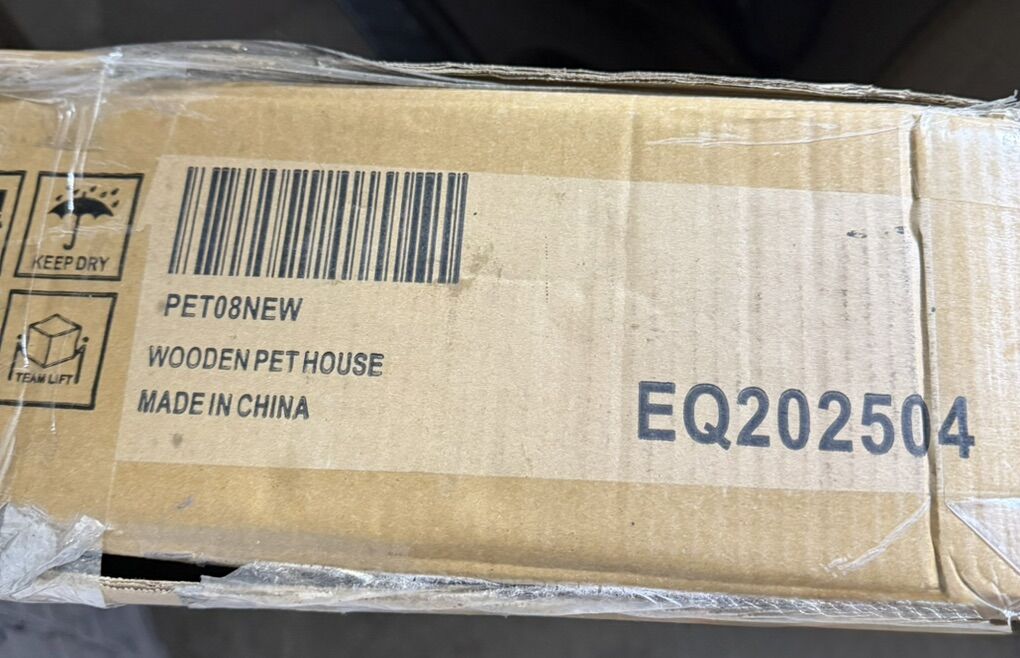 KEEP DRY
TEAM LIFT
PET08NEW
WOODEN PET HOUSE
MADE IN CHINA
EQ202504